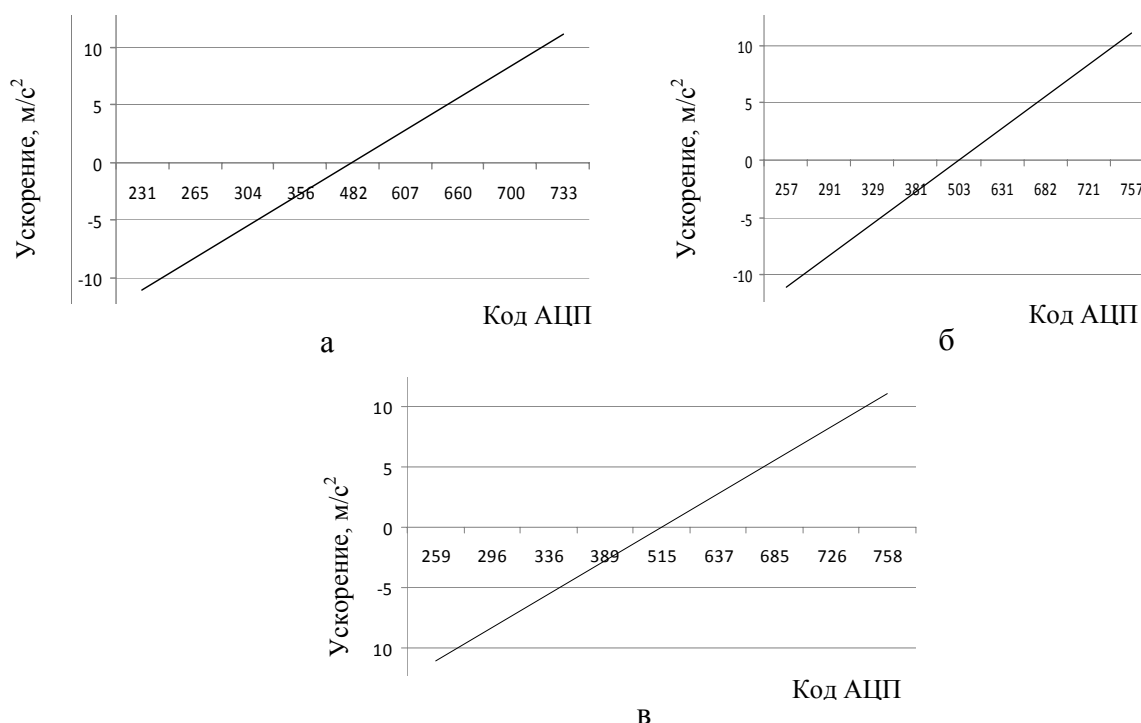 Ускорение, м/с²
10
5
0
-5
-10
231 265 304 356 482 607 660 700 733
Код АЦП
а
Ускорение, м/с²
10
5
0
-5
-10
257 291 329 381 503 631 682 721 757
Код АЦП
б
Ускорение, м/с²
10
5
0
-5
10
259 296 336 389 515 637 685 726 758
Код АЦП
в